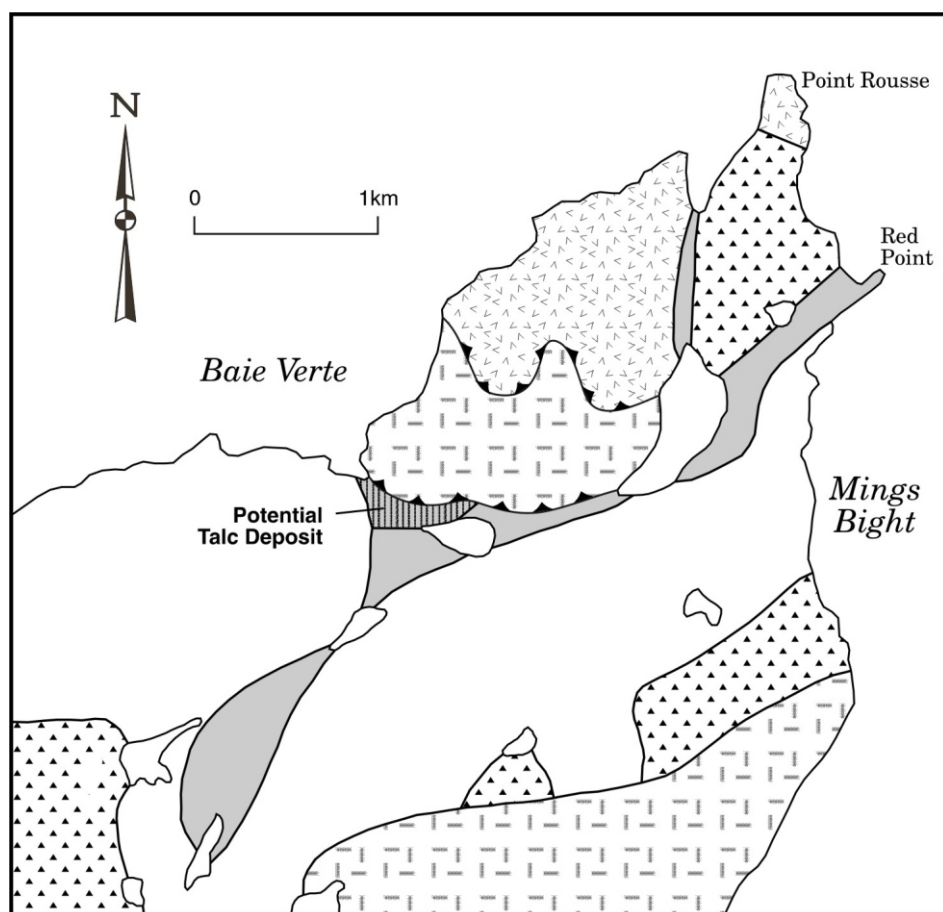 Point Rousse
N
0 1km
Red
Point
Baie Verte
Mings
Bight
Potential
Talc Deposit